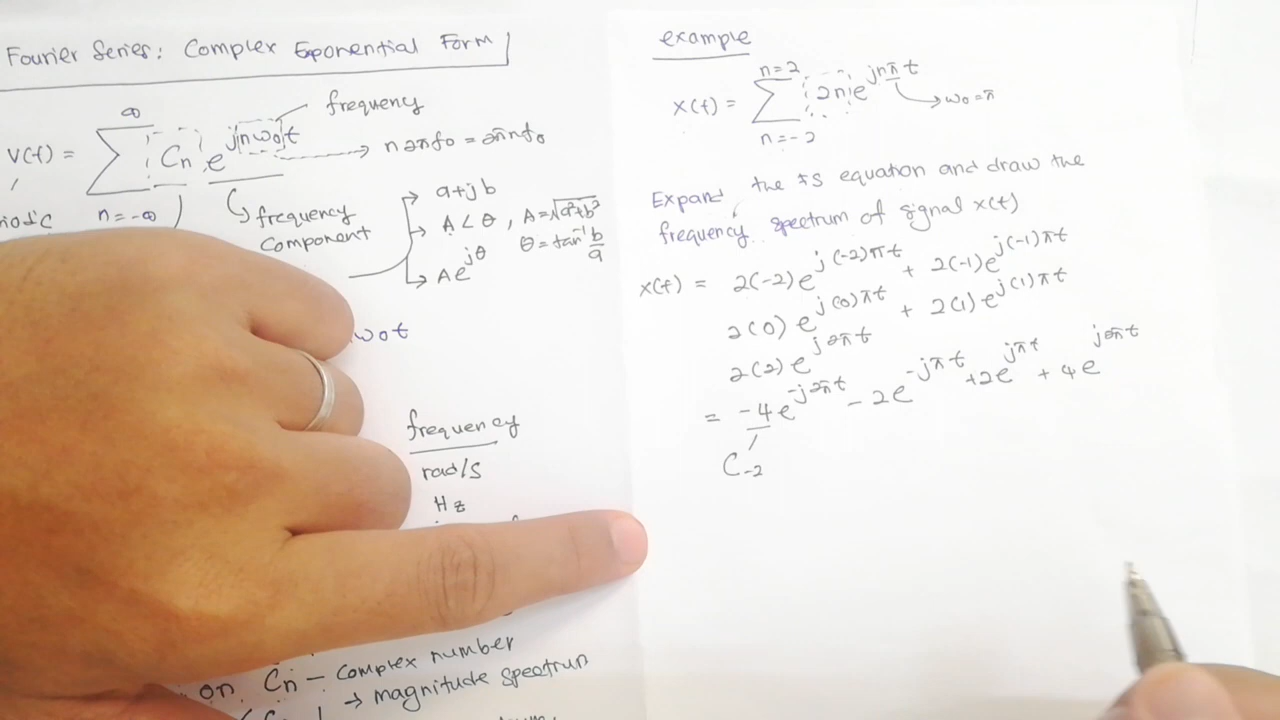 Fourier Series: Complex Exponential Form
frequency
∞
V(t) = ∑ Cn e^jnω0t
n = -∞
n2πf0 = 2πnf0
frequency
component
a+jb
A∠θ, A=√a²+b²
θ = tan⁻¹ b/a
Ae^jθ
ω0t
frequency
rad/s
Hz
Cn - Complex number
→ magnitude spectrum
example
n=2
x(t) = ∑ 2n e^jnπt
→ ω0=π
n=-2
Expand the FS equation and draw the
frequency spectrum of signal x(t)
x(t) = 2(-2)e^j(-2)πt + 2(-1)e^j(-1)πt
2(0)e^j(0)πt + 2(1)e^j(1)πt
2(2)e^j2πt
= -4e^-j2πt - 2e^-jπt +2e^jπt + 4e^j2πt
C-2